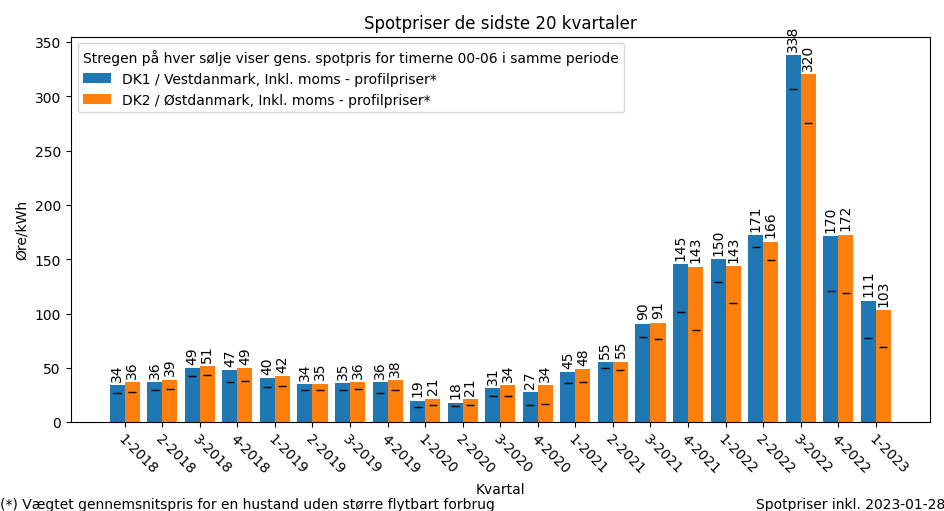 Spotpriser de sidste 20 kvartaler
350
300
250
200
150
100
50
0
Øre/kWh
Stregen på hver sølje viser gens. spotpris for timerne 00-06 i samme periode
DK1 / Vestdanmark, Inkl. moms - profilpriser*
DK2 / Østdanmark, Inkl. moms - profilpriser*
34 36 36 39 49 51 47 49 40 42 34 35 35 36 36 38 19 21 18 21 31 34 27 34 45 48 55 55 90 91 145 143 150 143 171 166 338 320 170 172 111 103
1-2018 2-2018 3-2018 4-2018 1-2019 2-2019 3-2019 4-2019 1-2020 2-2020 3-2020 4-2020 1-2021 2-2021 3-2021 4-2021 1-2022 2-2022 3-2022 4-2022 1-2023
Kvartal
(*) Vægtet gennemsnitspris for en hustand uden større flytbart forbrug
Spotpriser inkl. 2023-01-28